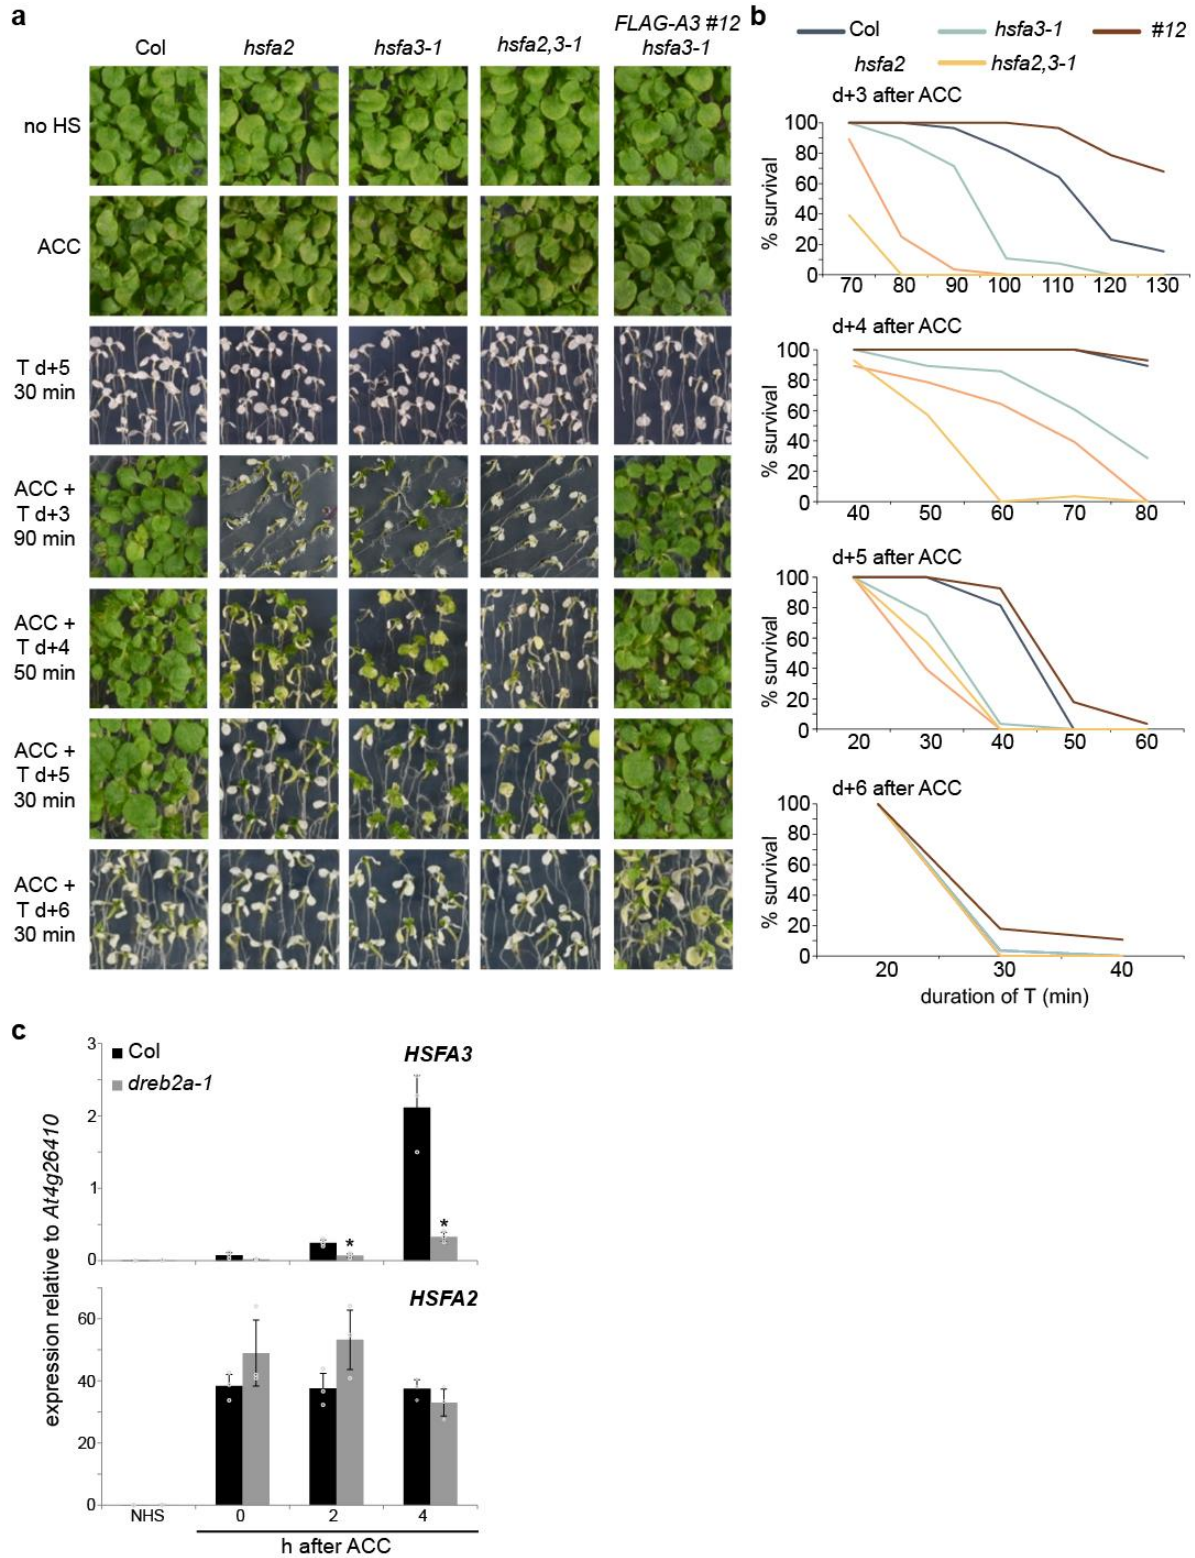 a
Col
hsfa2
hsfa3-1
hsfa2,3-1
FLAG-A3 #12
hsfa3-1
no HS
ACC
T d+5
30 min
ACC +
T d+3
90 min
ACC +
T d+4
50 min
ACC +
T d+5
30 min
ACC +
T d+6
30 min
b
Col
hsfa3-1
#12
hsfa2
hsfa2,3-1
d+3 after ACC
% survival
100
80
60
40
20
0
70 80 90 100 110 120 130
d+4 after ACC
% survival
100
80
60
40
20
0
40 50 60 70 80
d+5 after ACC
% survival
100
80
60
40
20
0
20 30 40 50 60
d+6 after ACC
% survival
100
80
60
40
20
0
20 30 40
duration of T (min)
c
expression relative to At4g26410
Col
dreb2a-1
HSFA3
3
2
1
0
*
*
HSFA2
60
40
20
0
NHS 0 2 4
h after ACC